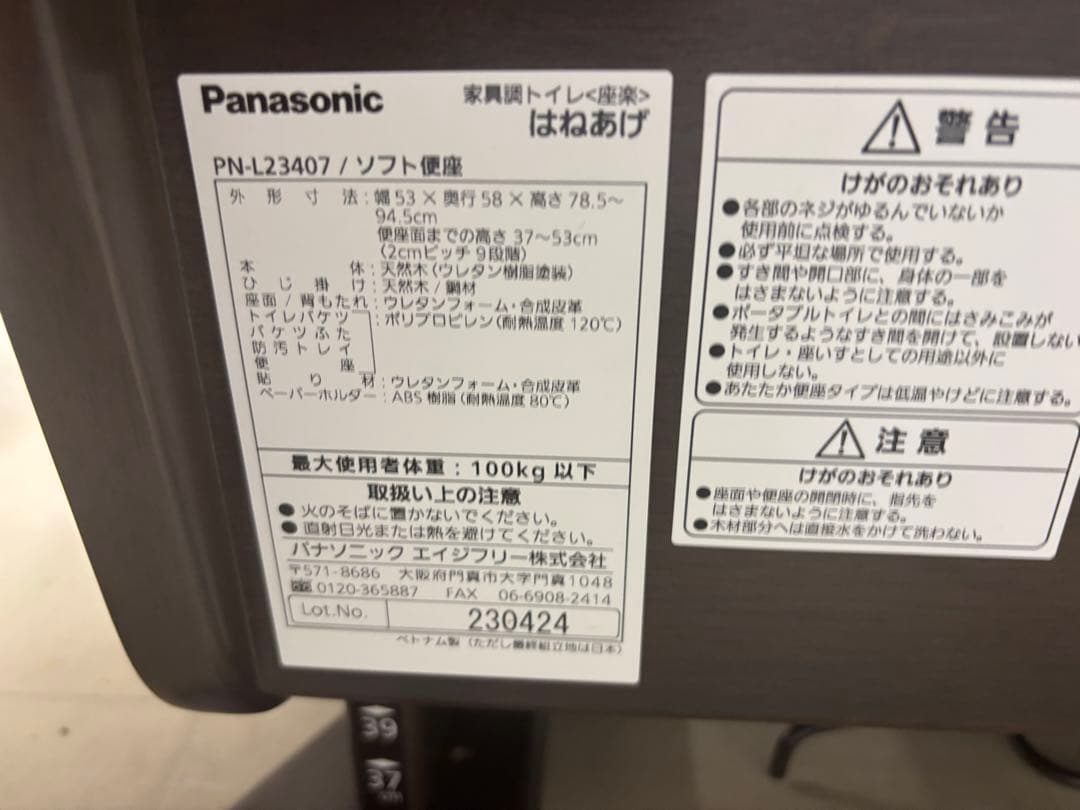 Panasonic
家具調トイレ<座楽>
はねあげ
PN-L23407 / ソフト便座
外形寸法:幅53×奥行58×高さ78.5〜
94.5cm
便座面までの高さ 37〜53cm
(2cmピッチ 9段階)
本体:天然木(ウレタン樹脂塗装)
ひじ掛け:天然木/鋼材
座面/背もたれ:ウレタンフォーム・合成皮革
トイレバケツ
バケツふた
防汚トレイ
便座
:ポリプロピレン(耐熱温度 120℃)
貼り材:ウレタンフォーム・合成皮革
ペーパーホルダー:ABS 樹脂(耐熱温度 80℃)
最大使用者体重:100kg 以下
取扱い上の注意
●火のそばに置かないでください。
●直射日光または熱を避けてください。
パナソニック エイジフリー株式会社
〒571-8686 大阪府門真市大字門真1048
0120-365887 FAX 06-6908-2414
Lot.No. 230424
ベトナム製(ただし最終組立地は日本)
警告
けがのおそれあり
●各部のネジがゆるんでいないか
使用前に点検する。
●必ず平坦な場所で使用する。
●すき間や開口部に、身体の一部を
はさまないように注意する。
●ポータブルトイレとの間にはさみこみが
発生するようなすき間を開けて、設置しない
●トイレ・座いすとしての用途以外に
使用しない。
●あたたか便座タイプは低温やけどに注意する。
注意
けがのおそれあり
●座面や便座の開閉時に、指先を
はさまないように注意する。
●木材部分へは直接水をかけて洗わない。
39
37
cm